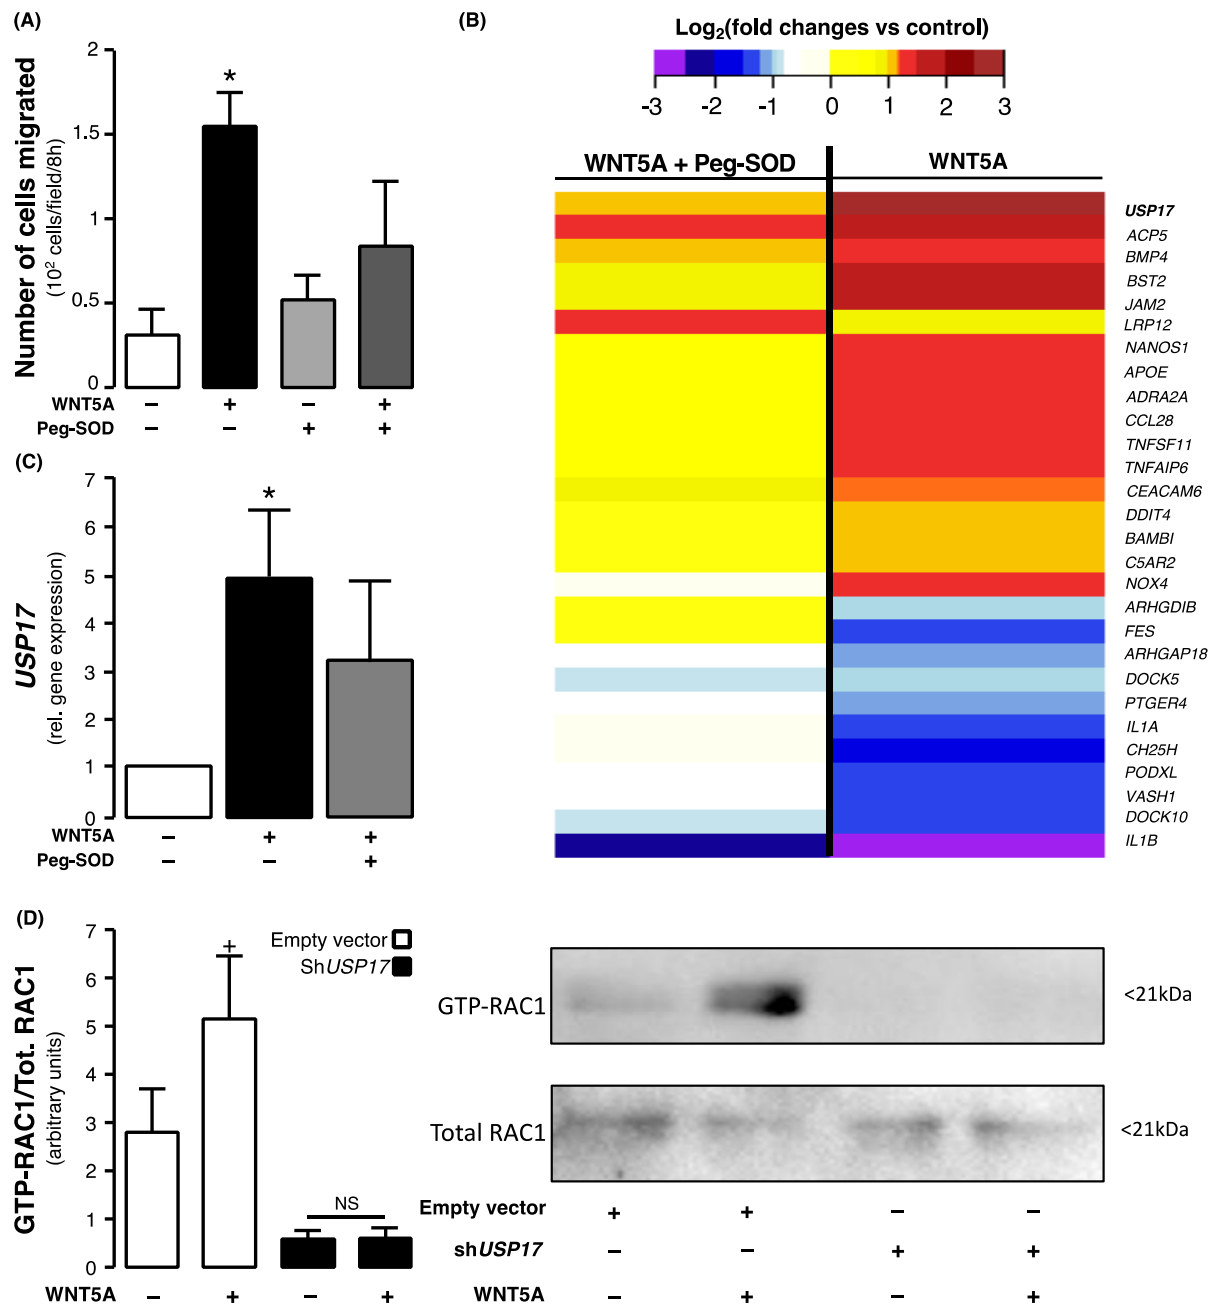 (A)
Number of cells migrated
(10² cells/field/8h)
2
1.5
1
0.5
0
*
WNT5A – + – +
Peg-SOD – – + +
(B)
Log₂(fold changes vs control)
-3 -2 -1 0 1 2 3
WNT5A + Peg-SOD WNT5A
USP17
ACP5
BMP4
BST2
JAM2
LRP12
NANOS1
APOE
ADRA2A
CCL28
TNFSF11
TNFAIP6
CEACAM6
DDIT4
BAMBI
C5AR2
NOX4
ARHGDIB
FES
ARHGAP18
DOCK5
PTGER4
IL1A
CH25H
PODXL
VASH1
DOCK10
IL1B
(C)
USP17
(rel. gene expression)
7
6
5
4
3
2
1
0
*
WNT5A – + +
Peg-SOD – – +
(D)
GTP-RAC1/Tot. RAC1
(arbitrary units)
7
6
5
4
3
2
1
0
+
Empty vector
ShUSP17
NS
WNT5A – + – +
GTP-RAC1 <21kDa
Total RAC1 <21kDa
Empty vector + + – –
shUSP17 – – + +
WNT5A – + – +